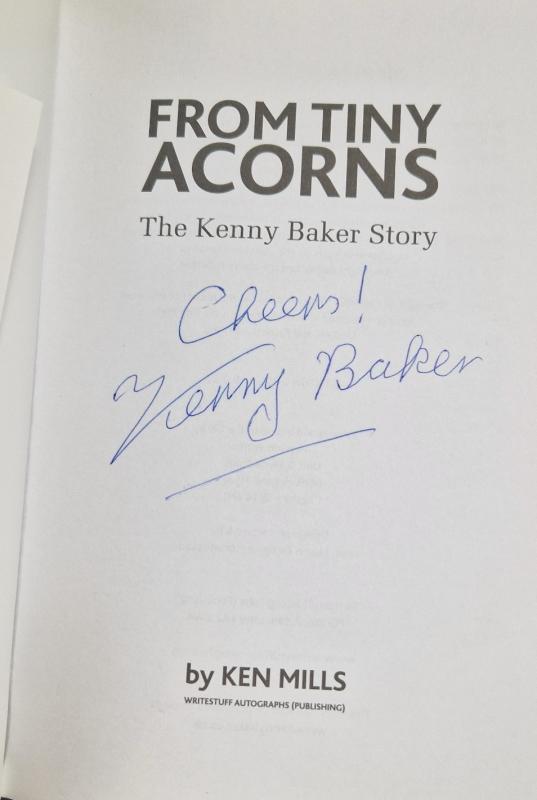 FROM TINY
ACORNS
The Kenny Baker Story
Cheers!
Kenny Baker
by KEN MILLS
WRITESTUFF AUTOGRAPHS (PUBLISHING)